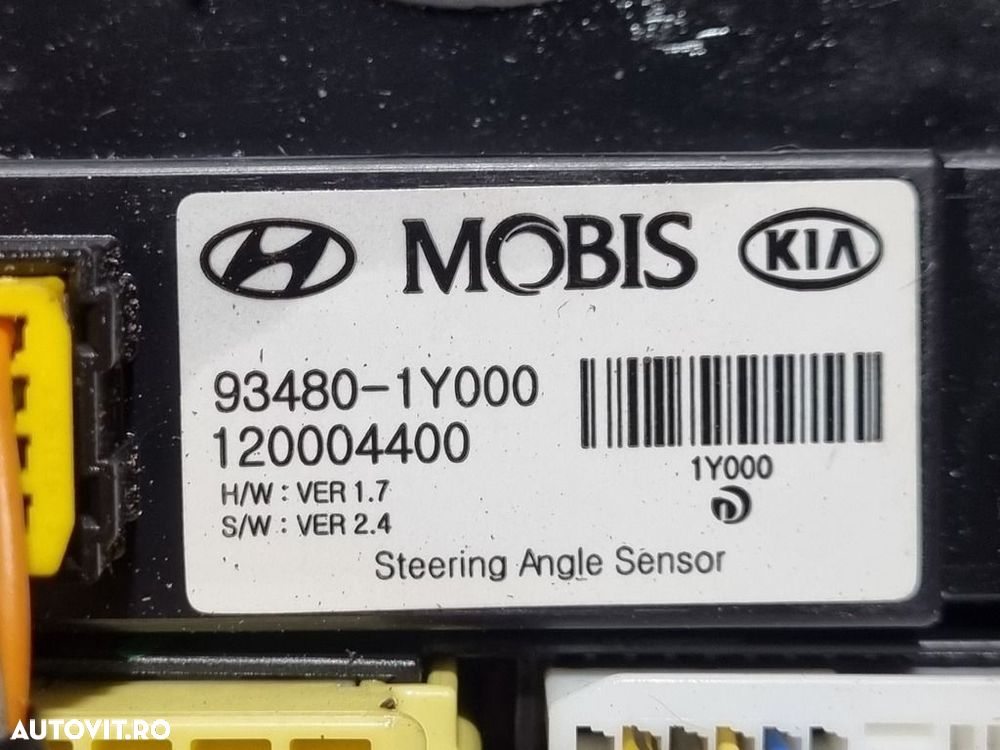 MOBIS KIA
93480-1Y000
120004400
H/W : VER 1.7
S/W : VER 2.4
1Y000
Steering Angle Sensor
AUTOVIT.RO